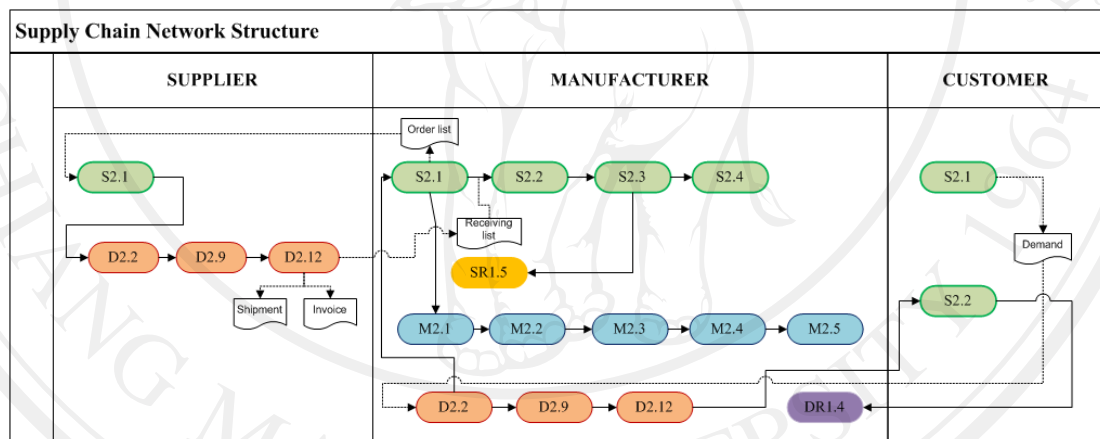 Supply Chain Network Structure
SUPPLIER
MANUFACTURER
CUSTOMER
Order list
S2.1
S2.1
S2.2
S2.3
S2.4
S2.1
Receiving
list
Demand
D2.2
D2.9
D2.12
SR1.5
Shipment
Invoice
S2.2
M2.1
M2.2
M2.3
M2.4
M2.5
D2.2
D2.9
D2.12
DR1.4
1964